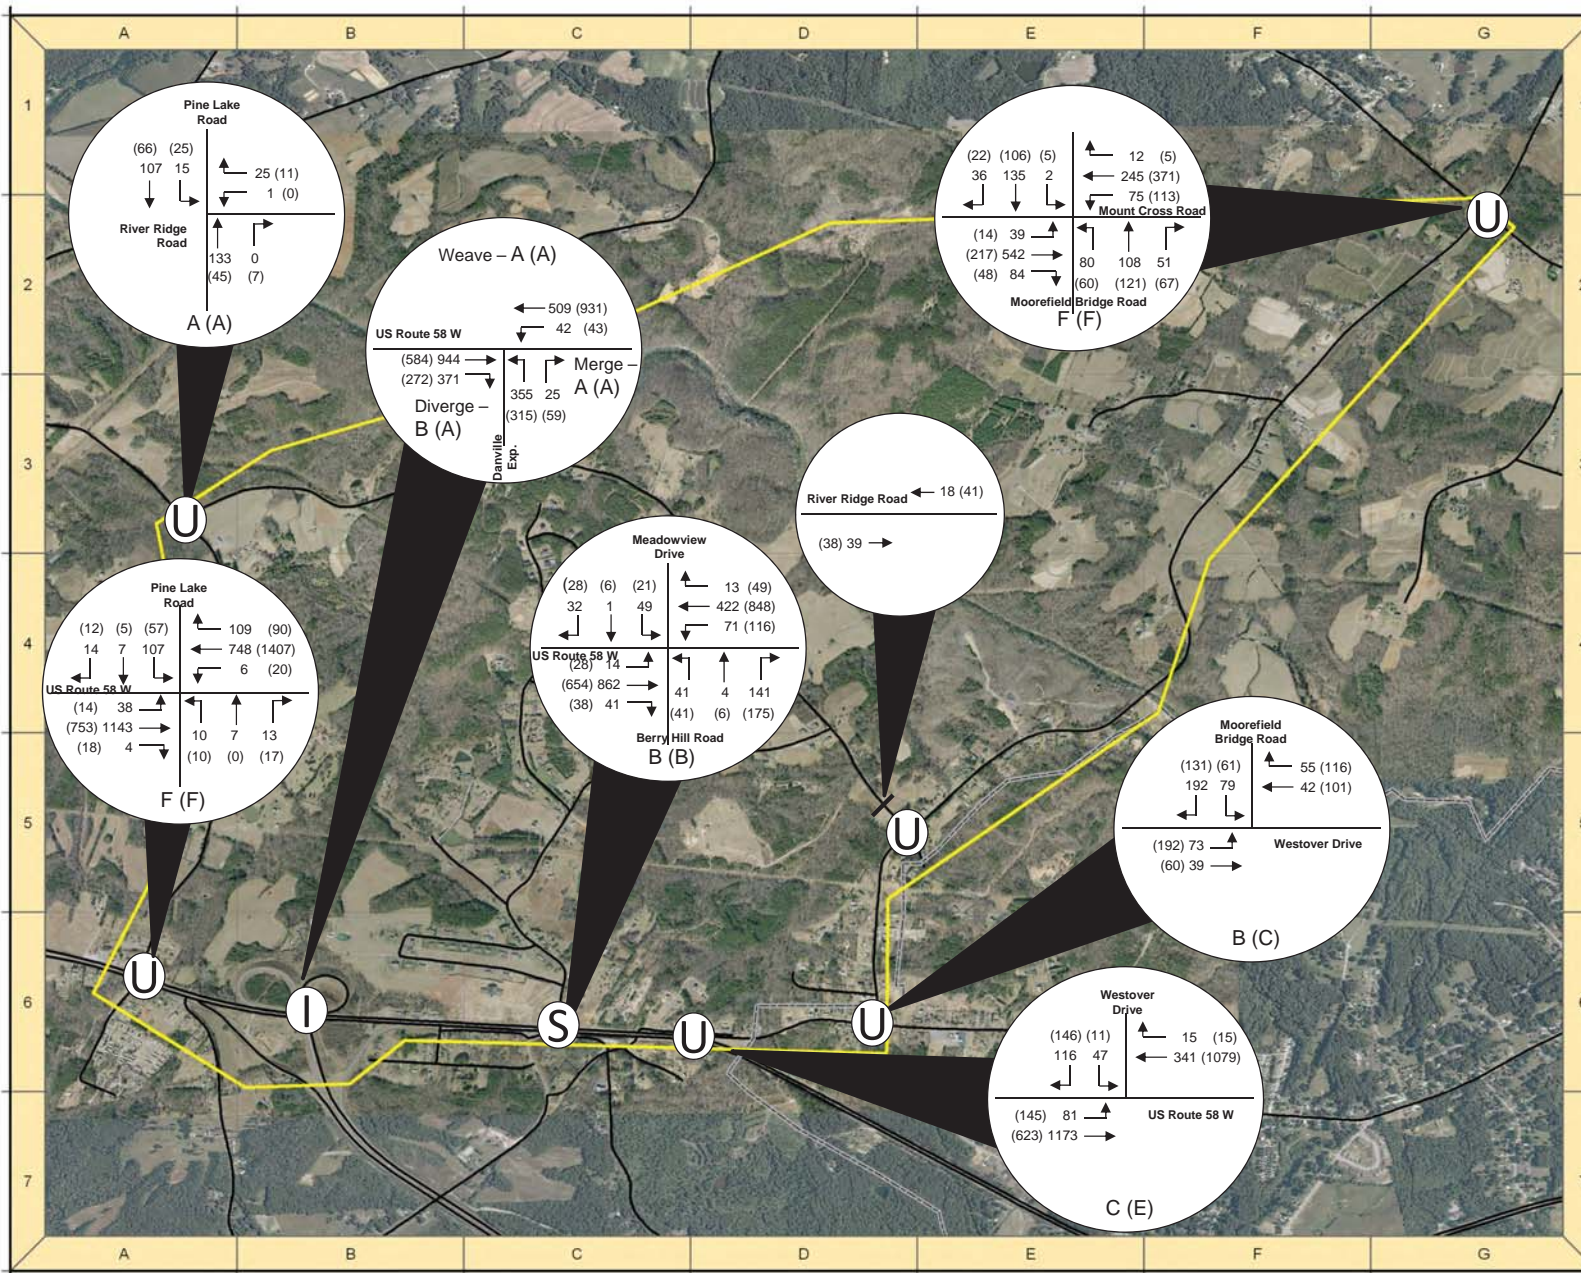 A B C D E F G
1
2
3
4
5
6
7
Pine Lake
Road
(66) (25)
107 15
25 (11)
1 (0)
River Ridge
Road
133 0
(45) (7)
A (A)
Weave – A (A)
509 (931)
42 (43)
US Route 58 W
(584) 944
(272) 371
Merge –
A (A)
355 25
(315) (59)
Diverge –
B (A)
Danville
Exp.
(22) (106) (5)
36 135 2
12 (5)
245 (371)
75 (113)
Mount Cross Road
(14) 39
(217) 542
(48) 84
80 108 51
(60) (121) (67)
Moorefield Bridge Road
F (F)
U
River Ridge Road
18 (41)
(38) 39
U
Meadowview
Drive
(28) (6) (21)
32 1 49
13 (49)
422 (848)
71 (116)
US Route 58 W
(28) 14
(654) 862
(38) 41
41 4 141
(41) (6) (175)
Berry Hill Road
B (B)
Pine Lake
Road
(12) (5) (57)
14 7 107
109 (90)
748 (1407)
6 (20)
US Route 58 W
(14) 38
(753) 1143
(18) 4
10 7 13
(10) (0) (17)
F (F)
Moorefield
Bridge Road
(131) (61)
192 79
55 (116)
42 (101)
(192) 73
(60) 39
Westover Drive
B (C)
U
U
I
S
U
U
Westover
Drive
(146) (11)
116 47
15 (15)
341 (1079)
(145) 81
(623) 1173
US Route 58 W
C (E)
A B C D E F G